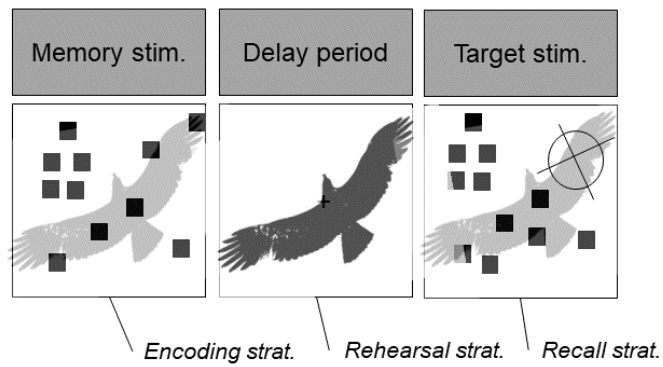 Memory stim.
Delay period
Target stim.
Encoding strat.
Rehearsal strat.
Recall strat.